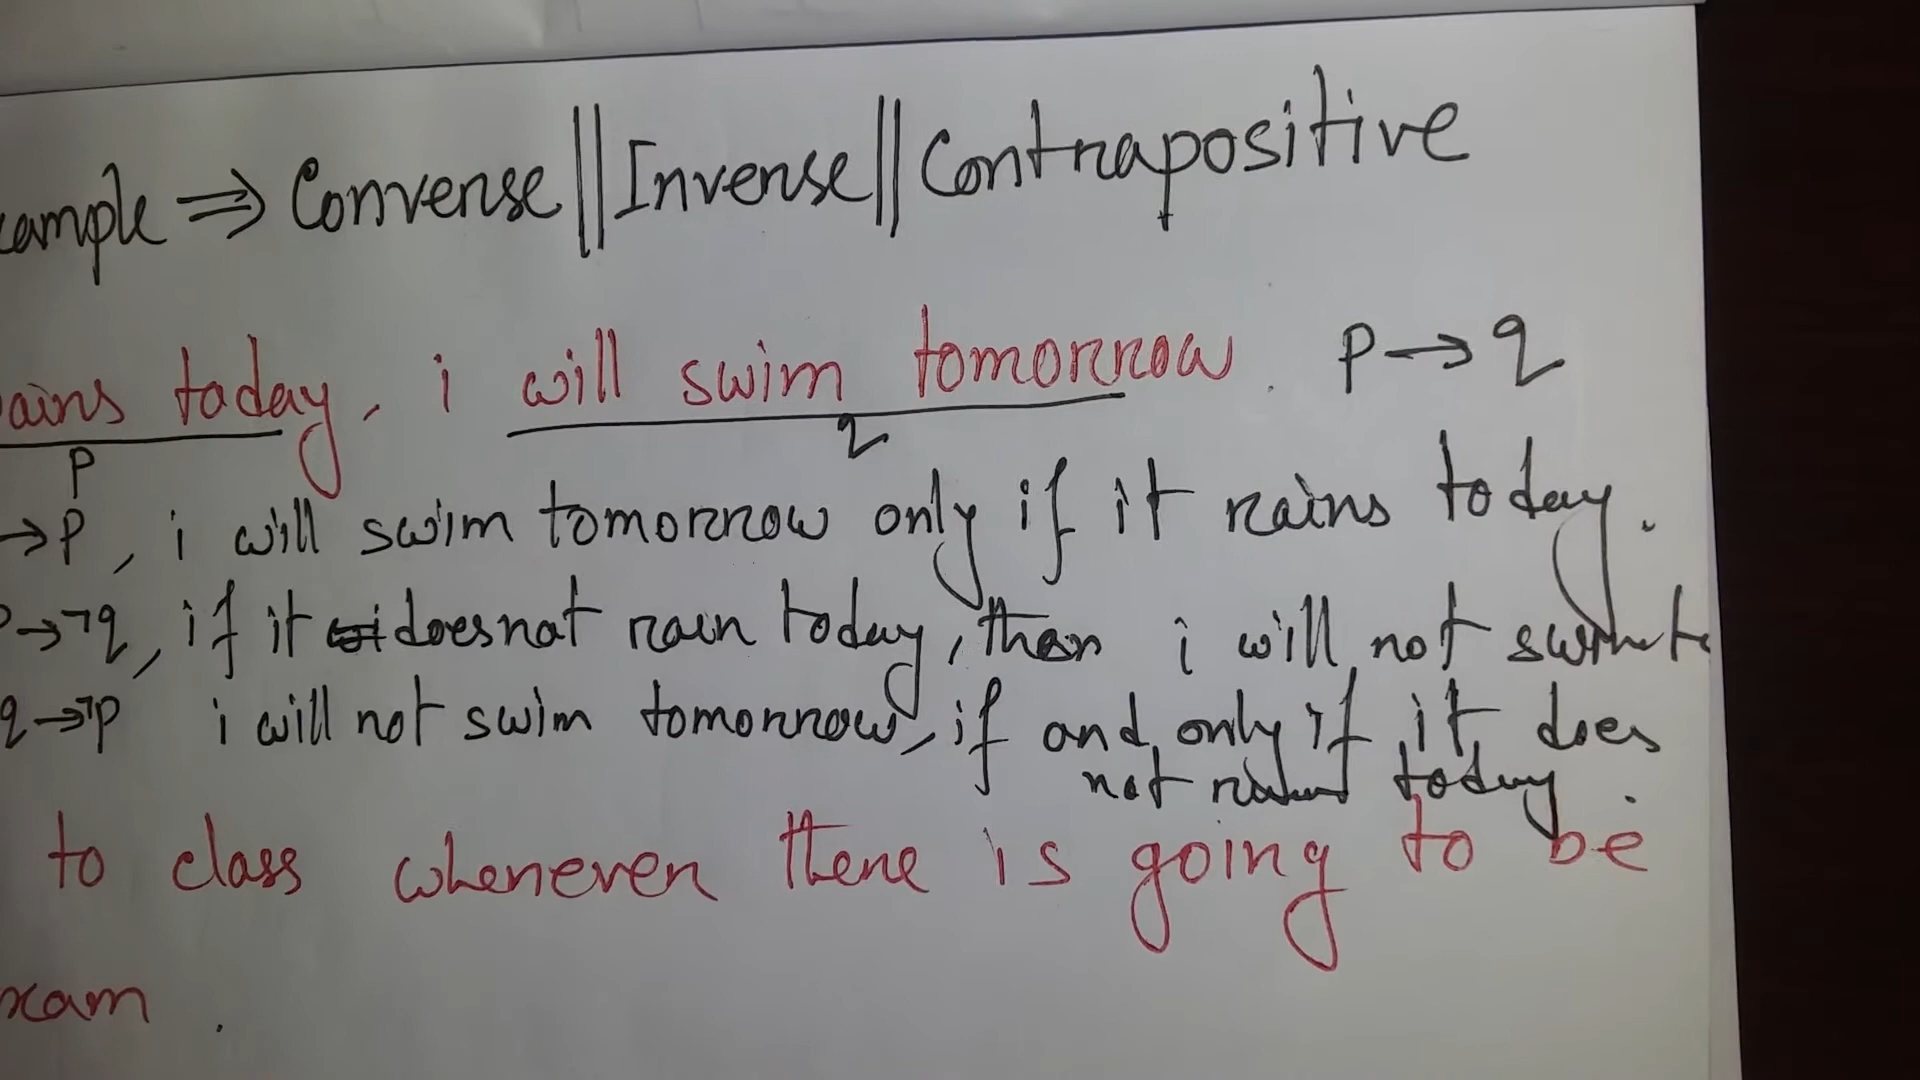 ample ⇒ Converse || Inverse || Contrapositive
ains today, i will swim tomorrow. P → q
P q
→ P, i will swim tomorrow only if it rains today.
→ ¬q, if it does not rain today, then i will not swim
q → ¬p i will not swim tomorrow, if and only if it does
not today.
to class whenever there is going to be
xam.